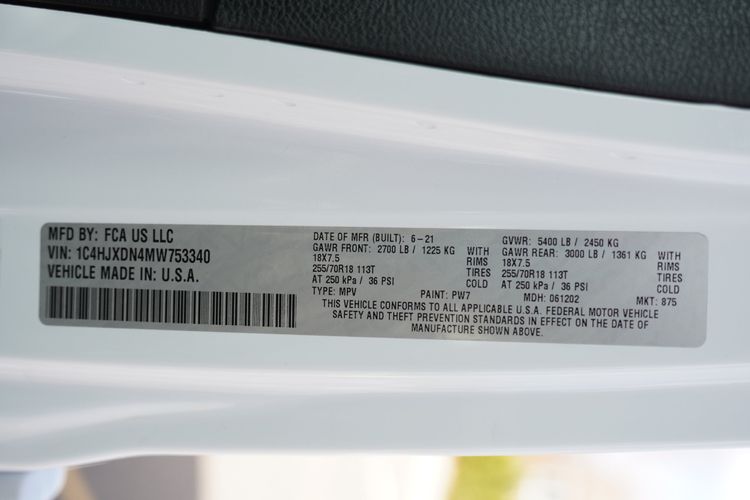 MFD BY: FCA US LLC
VIN: 1C4HJXDN4MW753340
VEHICLE MADE IN: U.S.A.
DATE OF MFR (BUILT): 6-21
GAWR FRONT: 2700 LB / 1225 KG WITH
18X7.5 RIMS
255/70R18 113T TIRES
AT 250 kPa / 36 PSI COLD
GVWR: 5400 LB / 2450 KG
GAWR REAR: 3000 LB / 1361 KG WITH
18X7.5 RIMS
255/70R18 113T TIRES
AT 250 kPa / 36 PSI COLD
TYPE: MPV PAINT: PW7 MDH: 061202 MKT: 875
THIS VEHICLE CONFORMS TO ALL APPLICABLE U.S.A. FEDERAL MOTOR VEHICLE
SAFETY AND THEFT PREVENTION STANDARDS IN EFFECT ON THE DATE OF
MANUFACTURE SHOWN ABOVE.